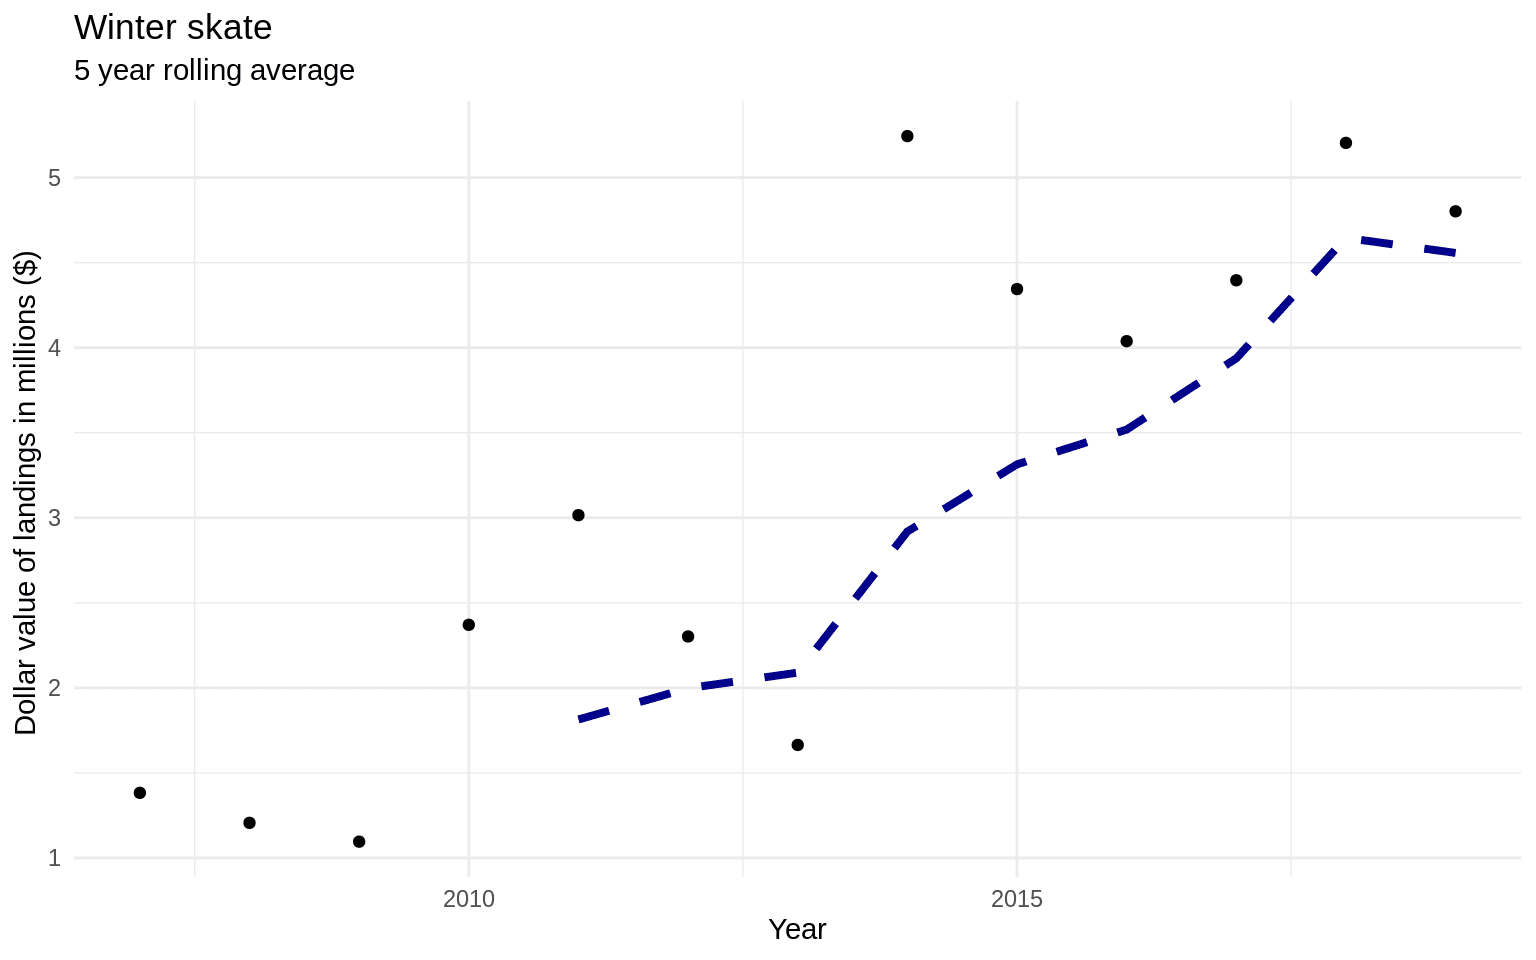 Winter skate
5 year rolling average
Dollar value of landings in millions ($)
5
4
3
2
1
2010
2015
Year